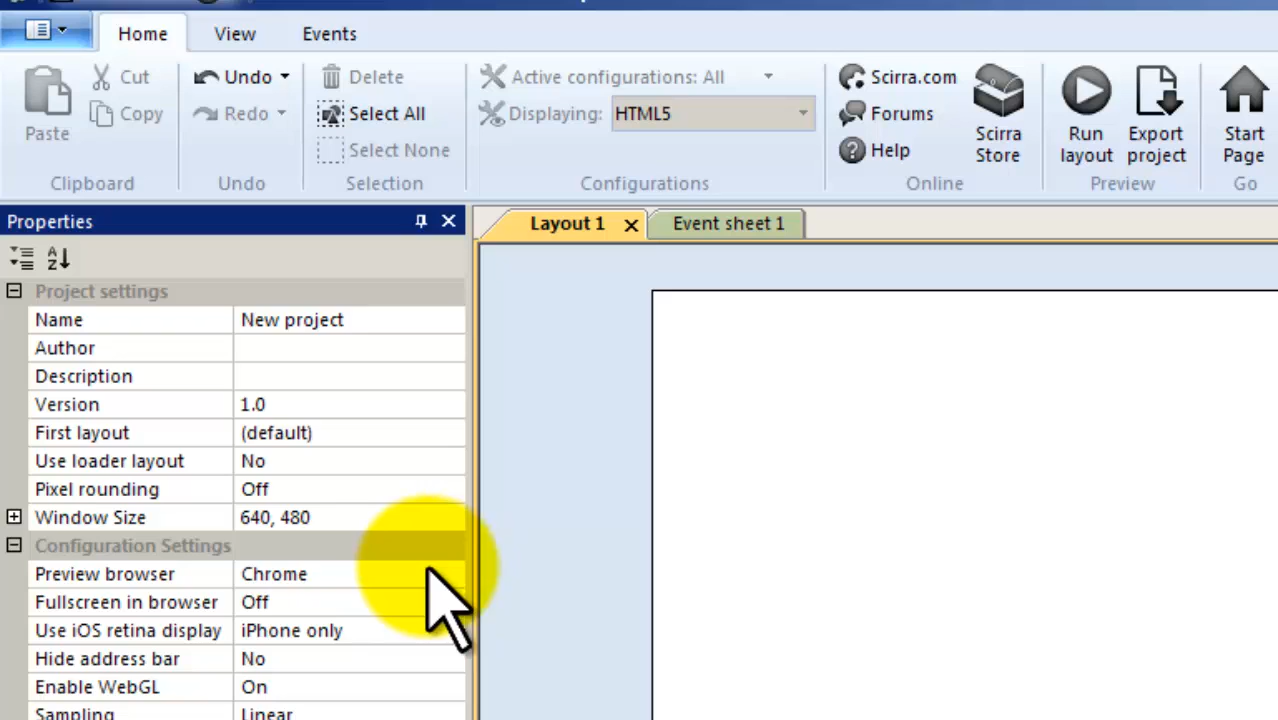 Home View Events
Paste Cut Copy
Clipboard
Undo
Redo
Undo
Delete
Select All
Select None
Selection
Active configurations: All
Displaying: HTML5
Configurations
Scirra.com
Forums
Help
Scirra
Store
Online
Run
layout
Export
project
Preview
Start
Page
Go
Properties
Layout 1 Event sheet 1
Project settings
Name New project
Author
Description
Version 1.0
First layout (default)
Use loader layout No
Pixel rounding Off
Window Size 640, 480
Configuration Settings
Preview browser Chrome
Fullscreen in browser Off
Use iOS retina display iPhone only
Hide address bar No
Enable WebGL On
Sampling Linear